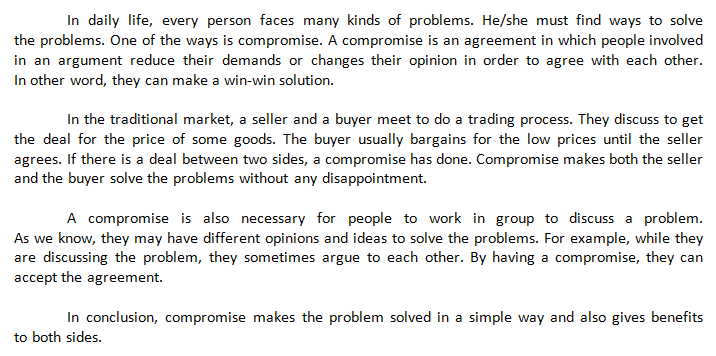 In daily life, every person faces many kinds of problems. He/she must find ways to solve
the problems. One of the ways is compromise. A compromise is an agreement in which people involved
in an argument reduce their demands or changes their opinion in order to agree with each other.
In other word, they can make a win-win solution.
In the traditional market, a seller and a buyer meet to do a trading process. They discuss to get
the deal for the price of some goods. The buyer usually bargains for the low prices until the seller
agrees. If there is a deal between two sides, a compromise has done. Compromise makes both the seller
and the buyer solve the problems without any disappointment.
A compromise is also necessary for people to work in group to discuss a problem.
As we know, they may have different opinions and ideas to solve the problems. For example, while they
are discussing the problem, they sometimes argue to each other. By having a compromise, they can
accept the agreement.
In conclusion, compromise makes the problem solved in a simple way and also gives benefits
to both sides.